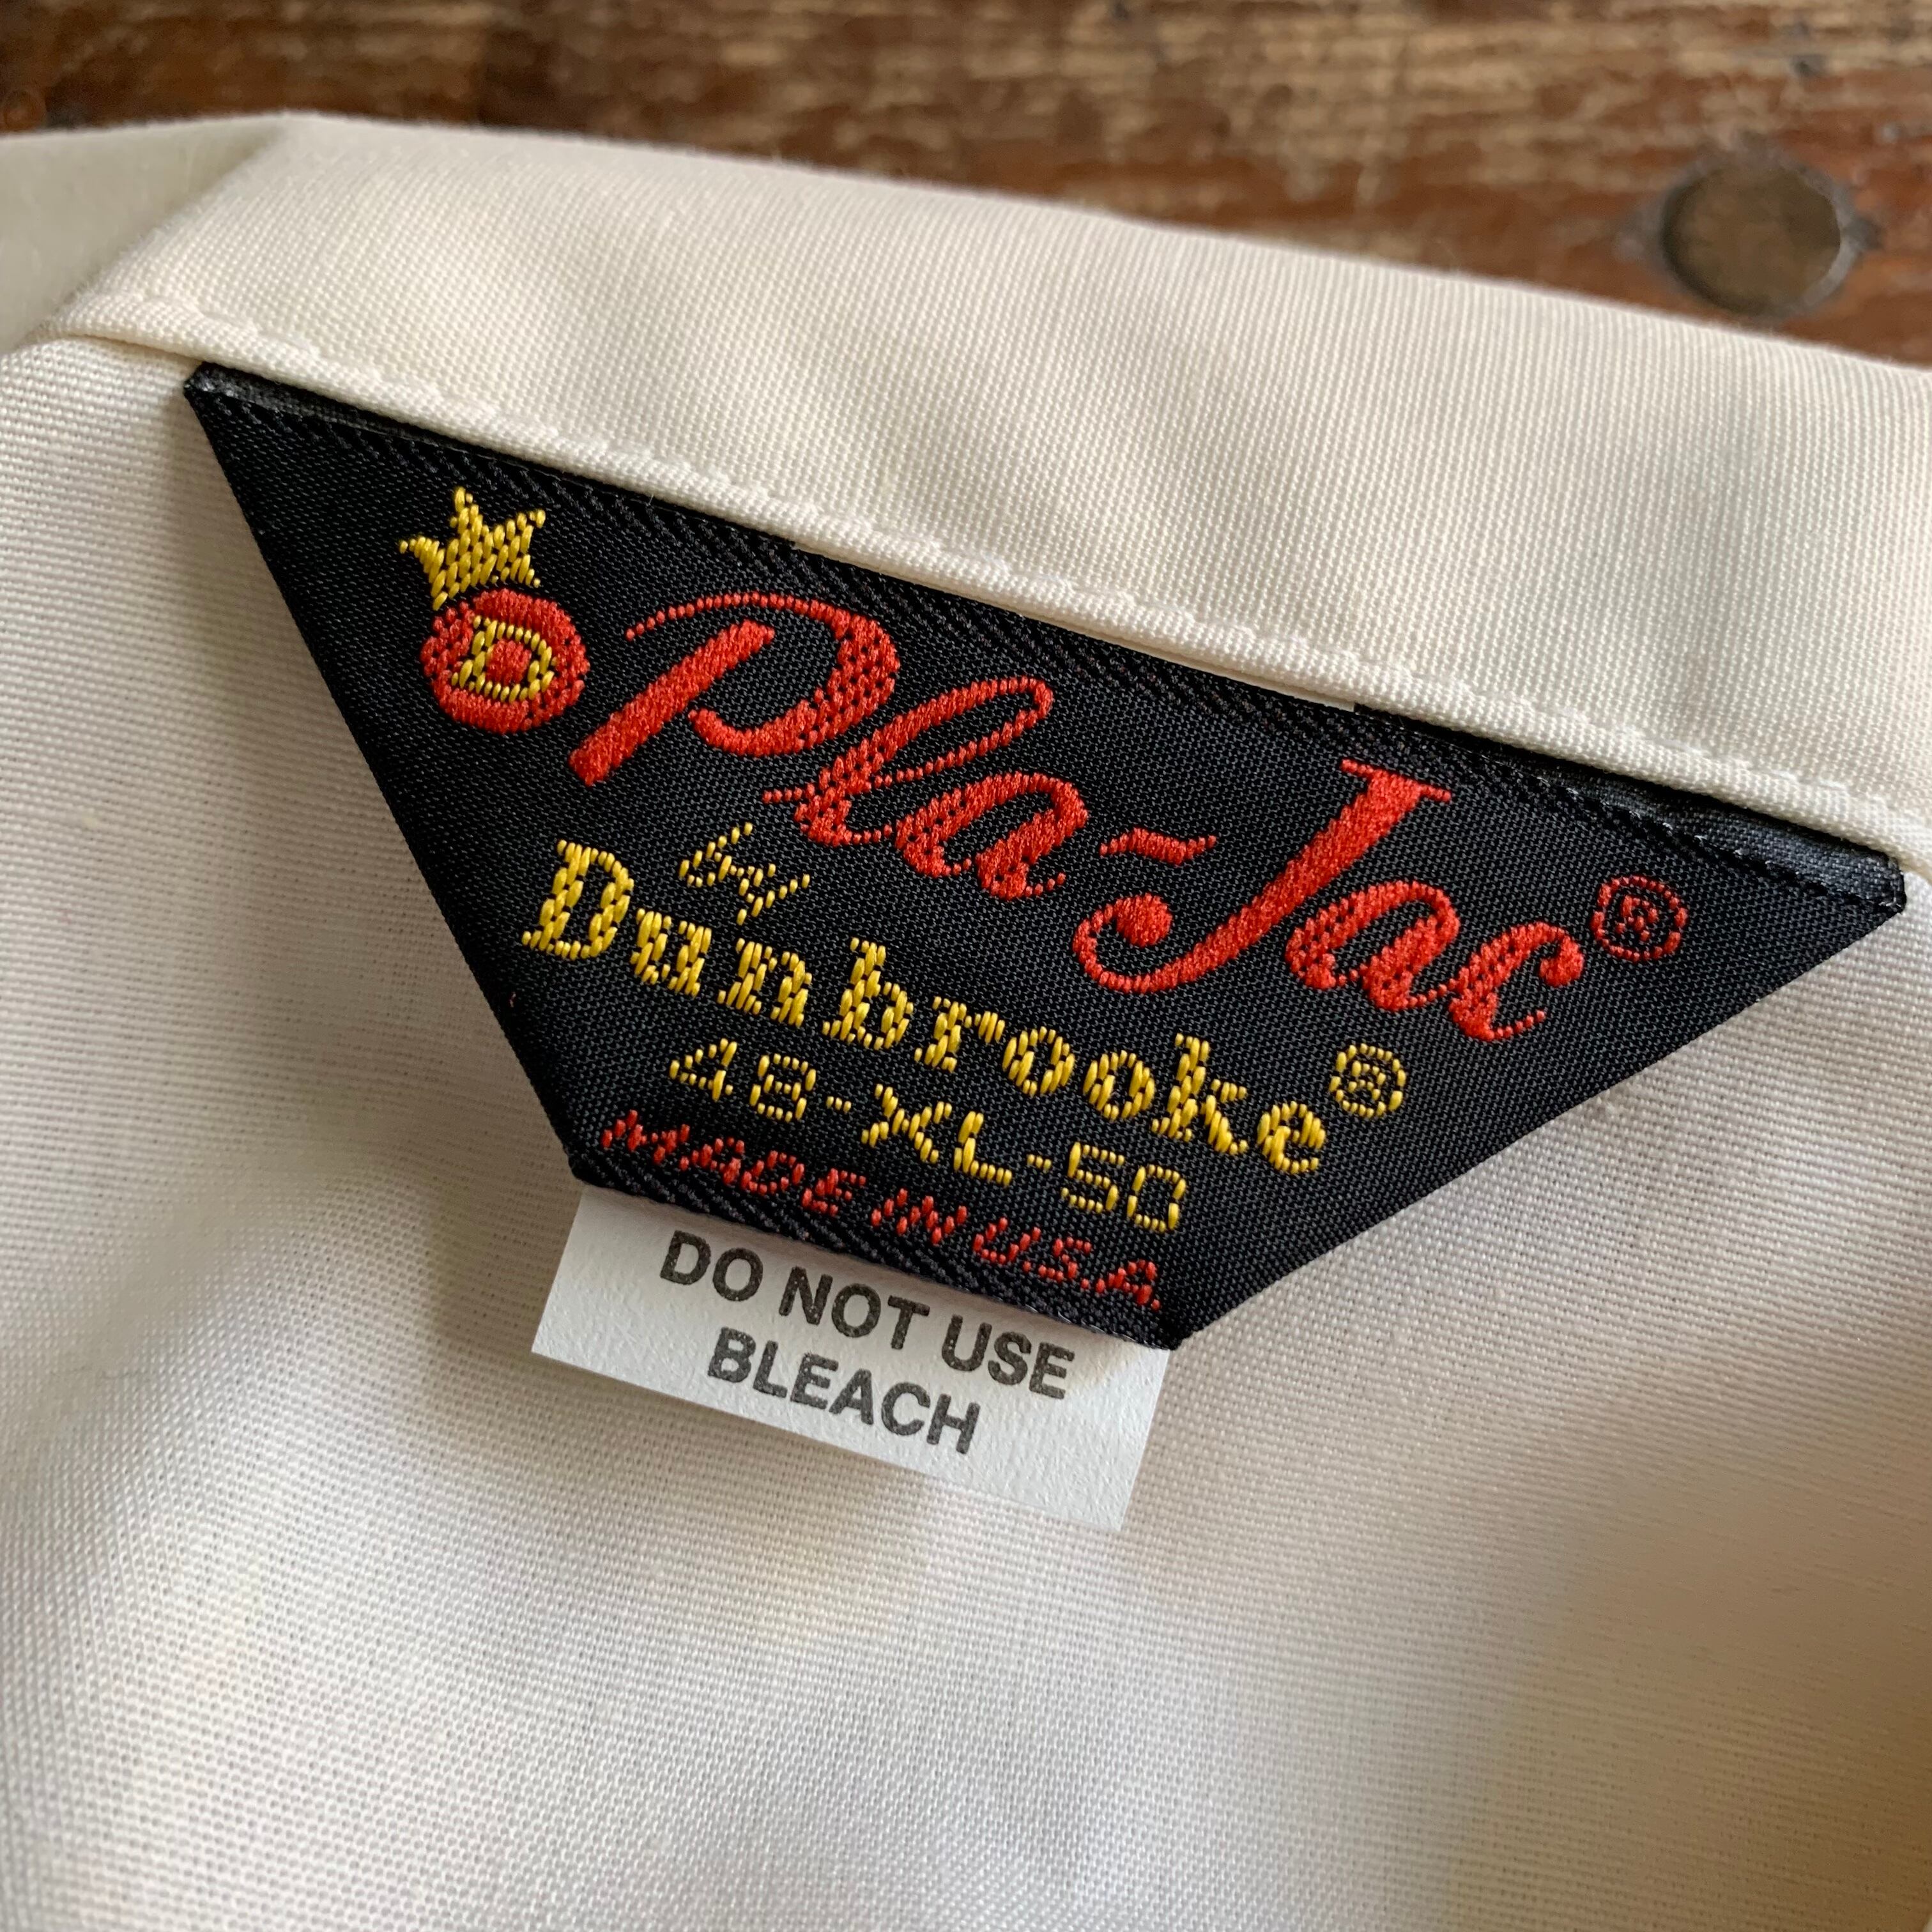 D
Pla-Jac®
by
Dunbrooke®
48-XL-50
MADE IN U.S.A.
DO NOT USE
BLEACH